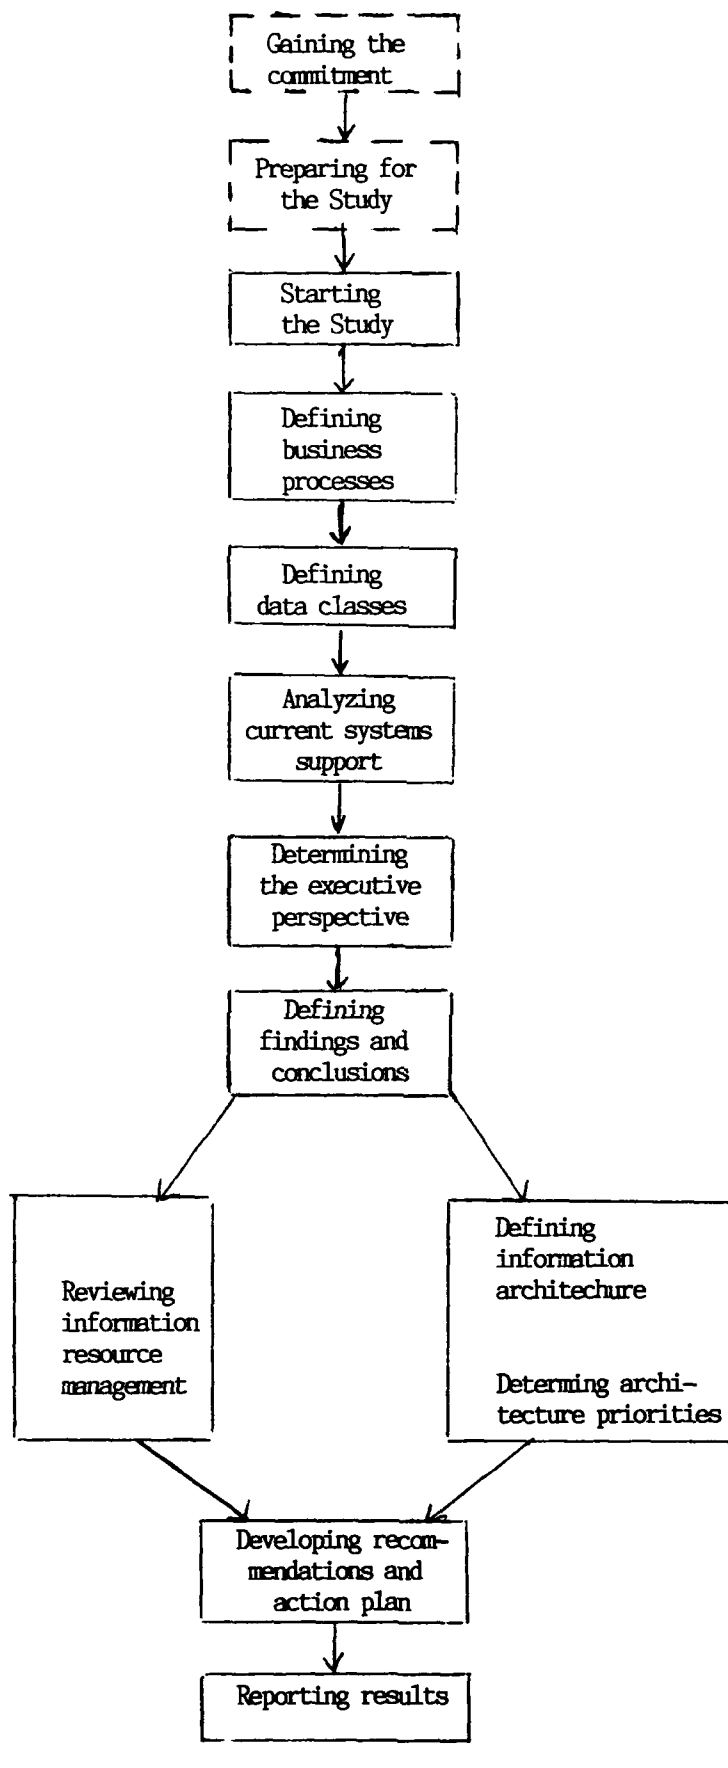 Gaining the
commitment
Preparing for
the Study
Starting
the Study
Defining
business
processes
Defining
data classes
Analyzing
current systems
support
Determining
the executive
perspective
Defining
findings and
conclusions
Reviewing
information
resource
management
Defining
information
architechure
Determing archi-
tecture priorities
Developing recom-
mendations and
action plan
Reporting results